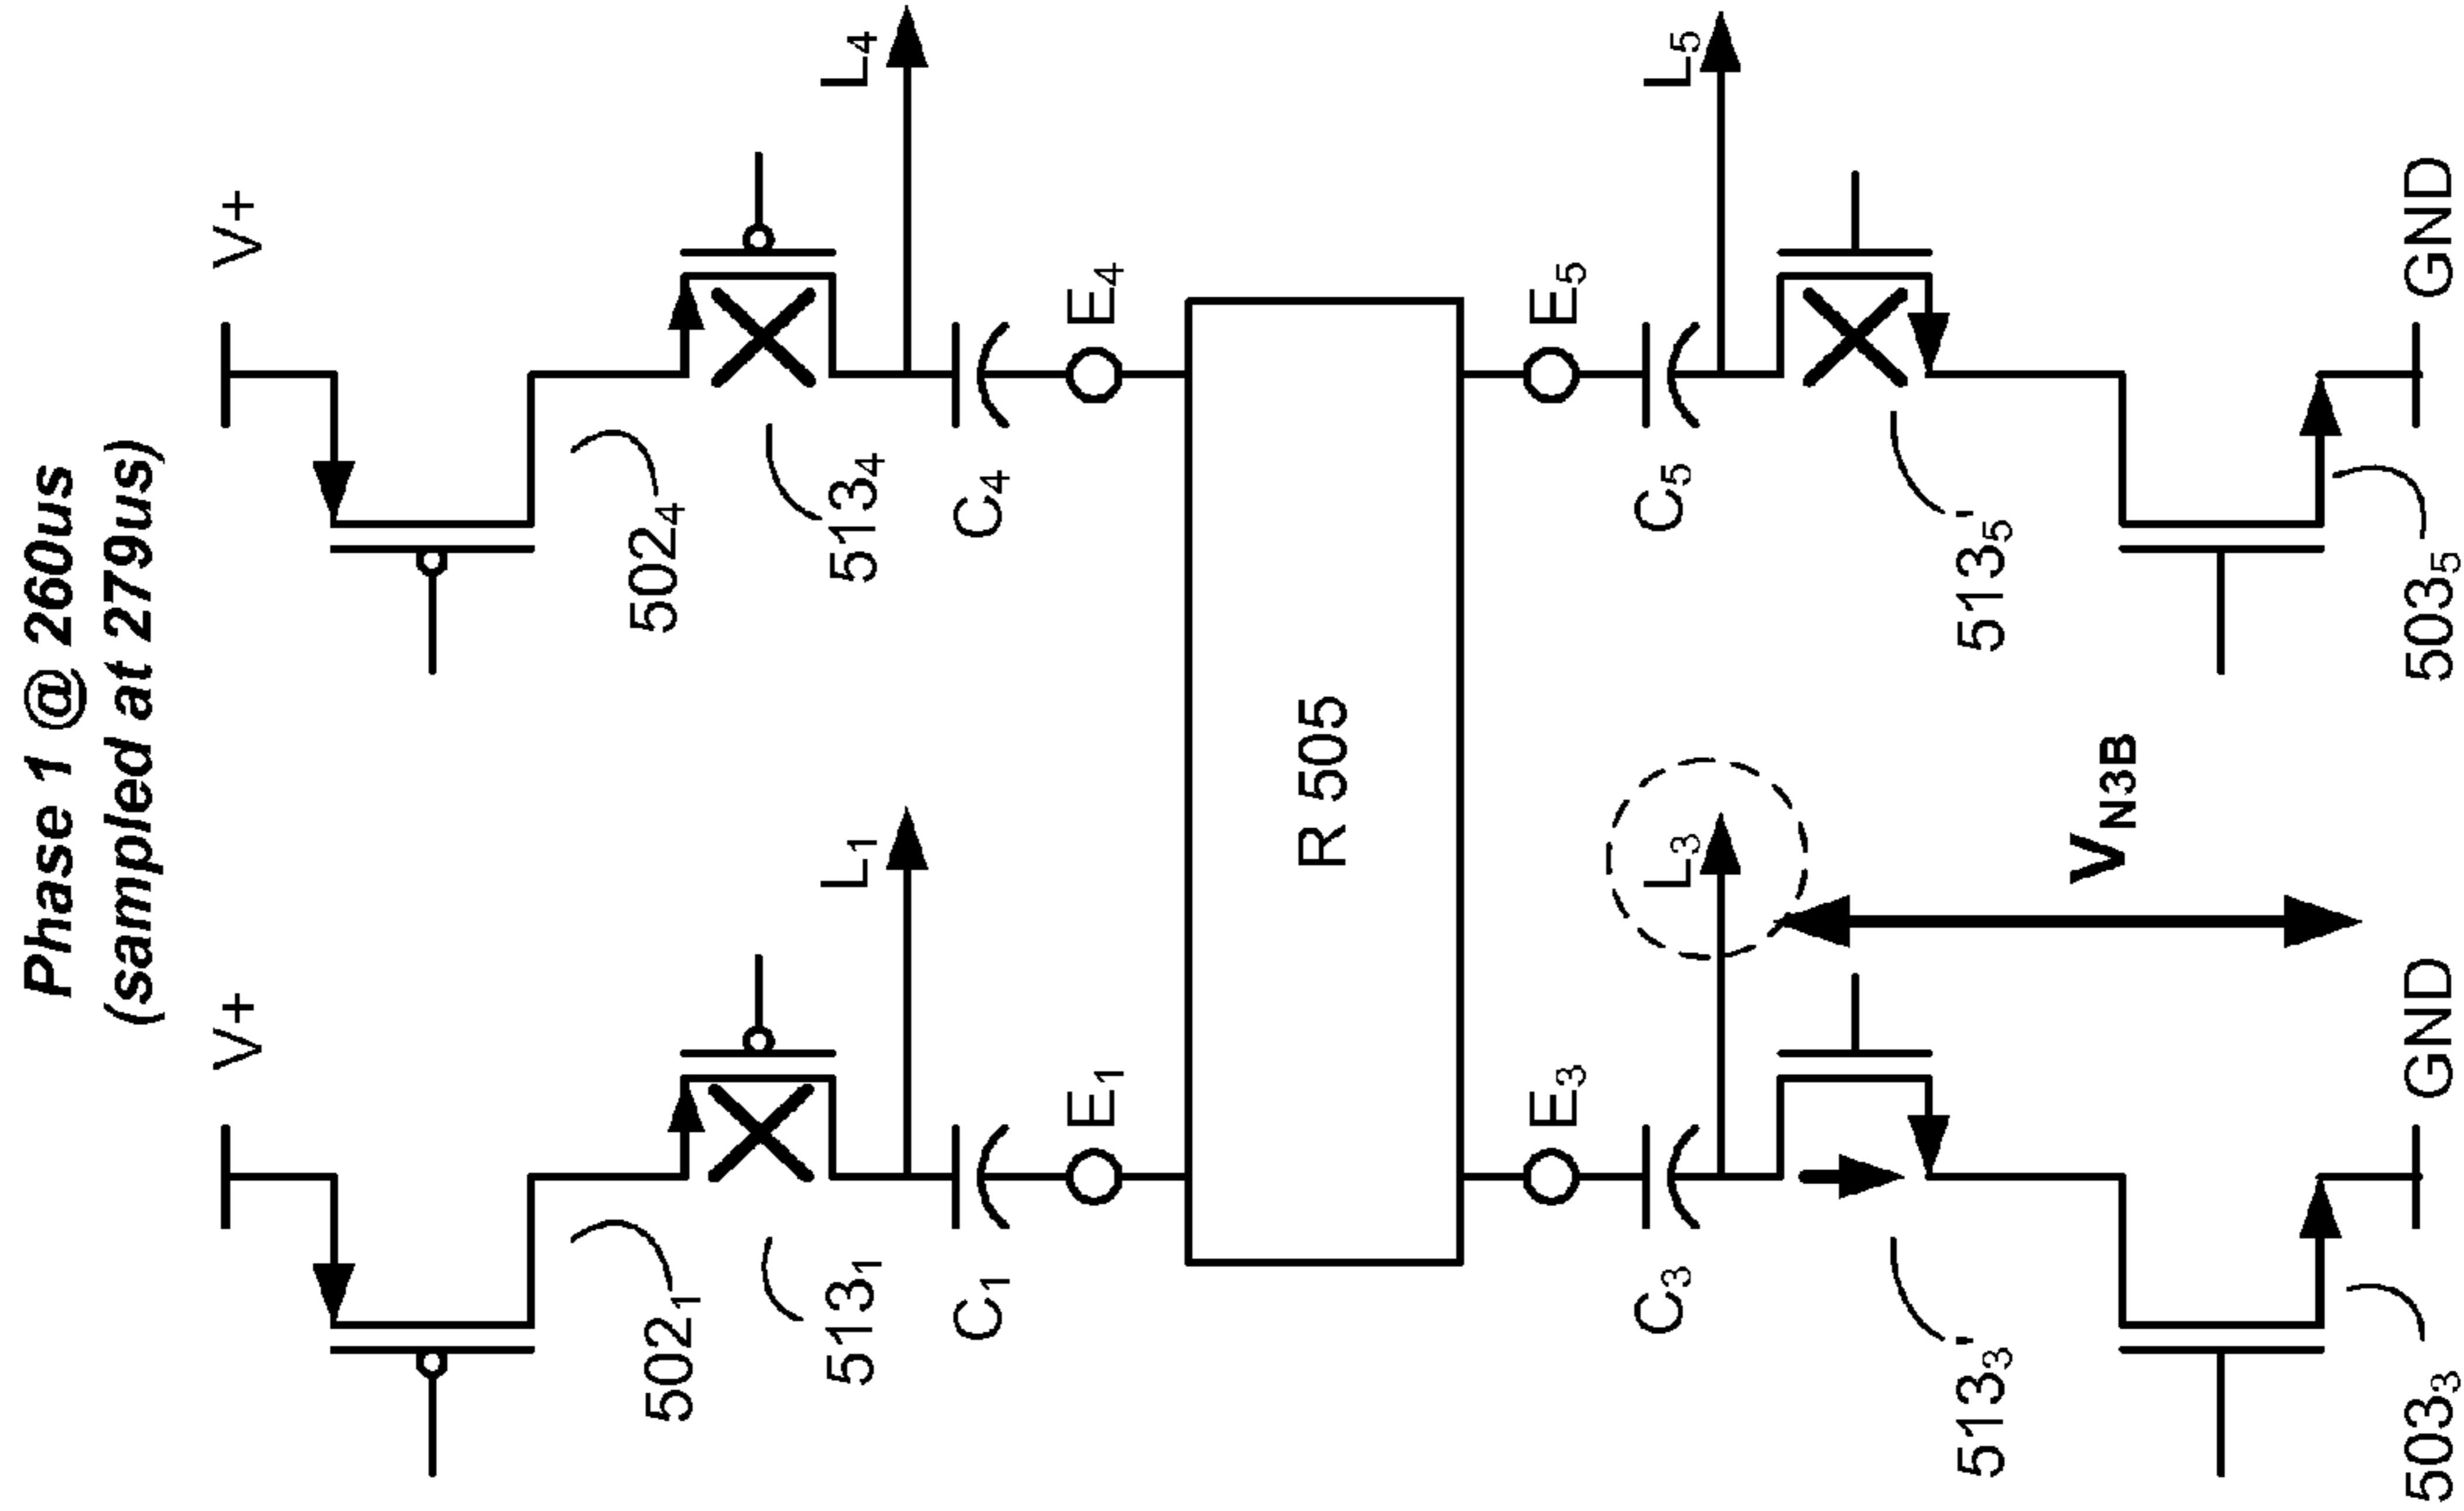 Phase 1 @ 260us
(sampled at 279us)
V+
V+
502₁
502₄
513₁
513₄
L₁
L₄
C₁
C₄
E₁
E₄
R 505
E₃
E₅
C₃
C₅
L₃
L₅
513₃'
513₅'
V_N3B
503₃
503₅
GND
GND